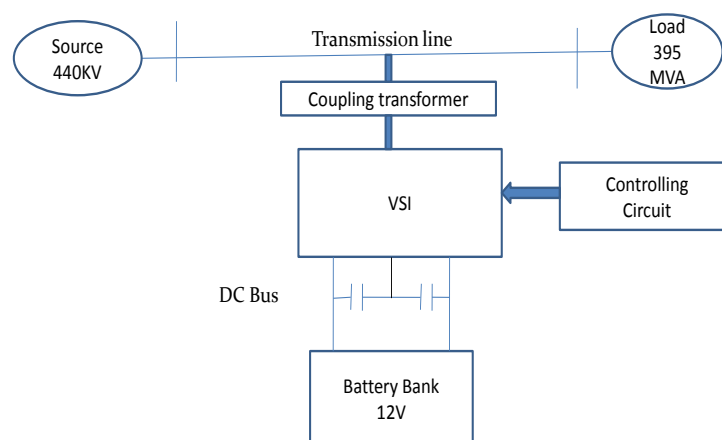 Source
440KV
Transmission line
Load
395
MVA
Coupling transformer
VSI
Controlling
Circuit
DC Bus
Battery Bank
12V